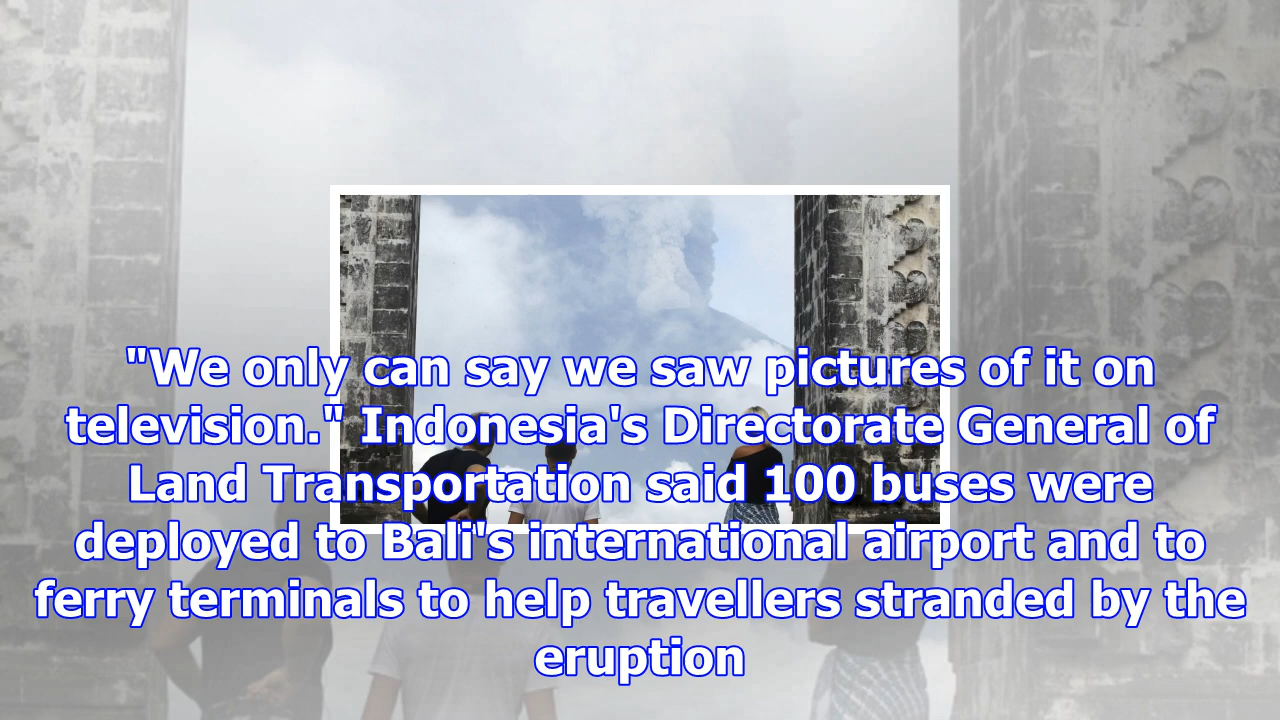 "We only can say we saw pictures of it on
television." Indonesia's Directorate General of
Land Transportation said 100 buses were
deployed to Bali's international airport and to
ferry terminals to help travellers stranded by the
eruption